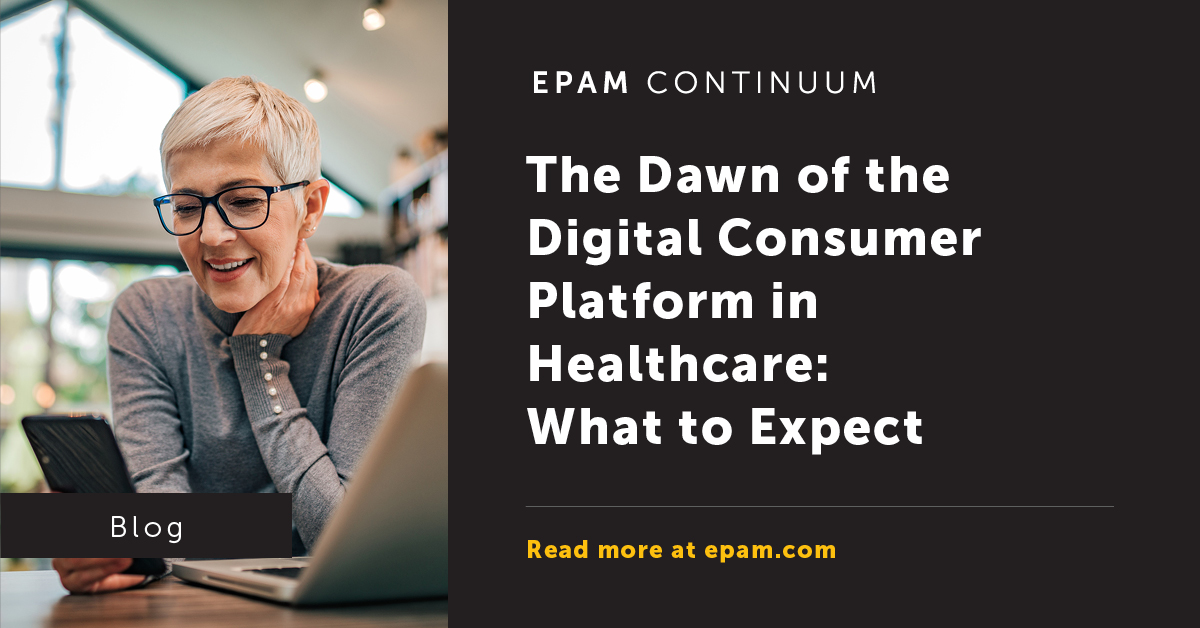 EPAM CONTINUUM
The Dawn of the
Digital Consumer
Platform in
Healthcare:
What to Expect
Read more at epam.com
Blog